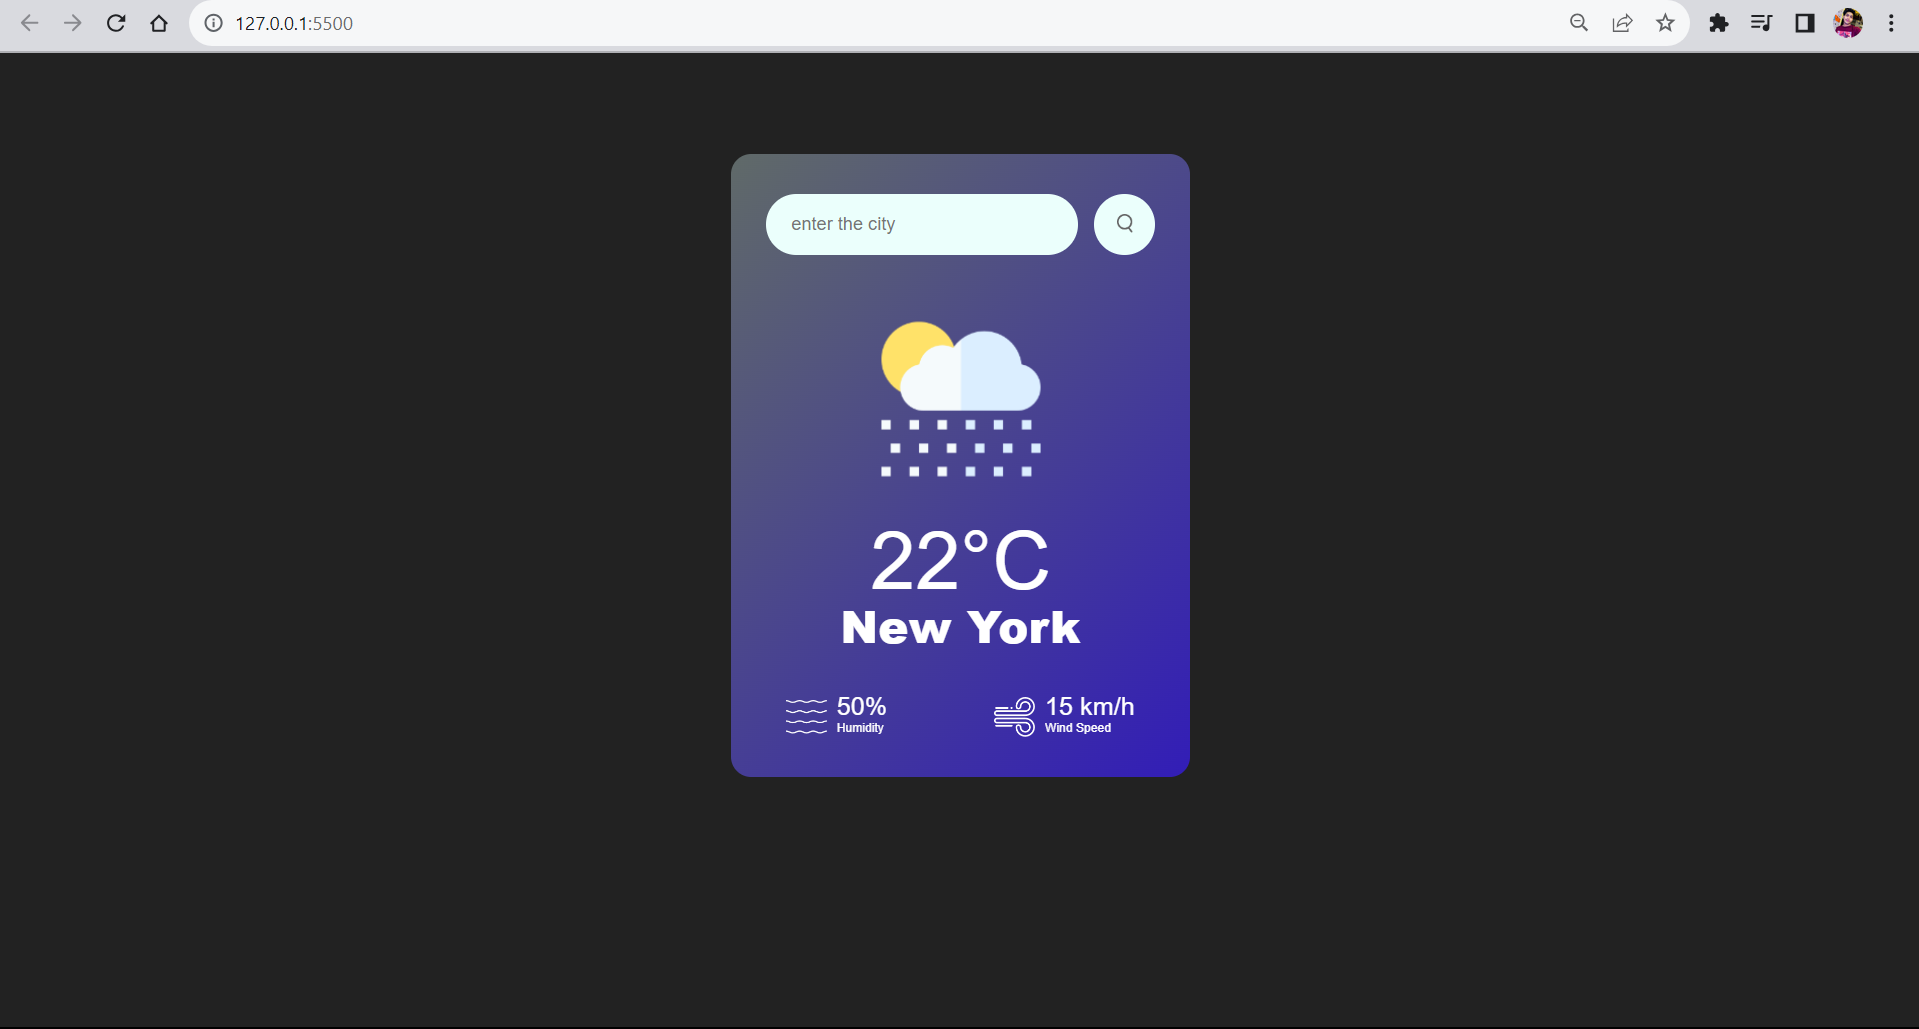 127.0.0.1:5500
enter the city
22°C
New York
50%
Humidity
15 km/h
Wind Speed